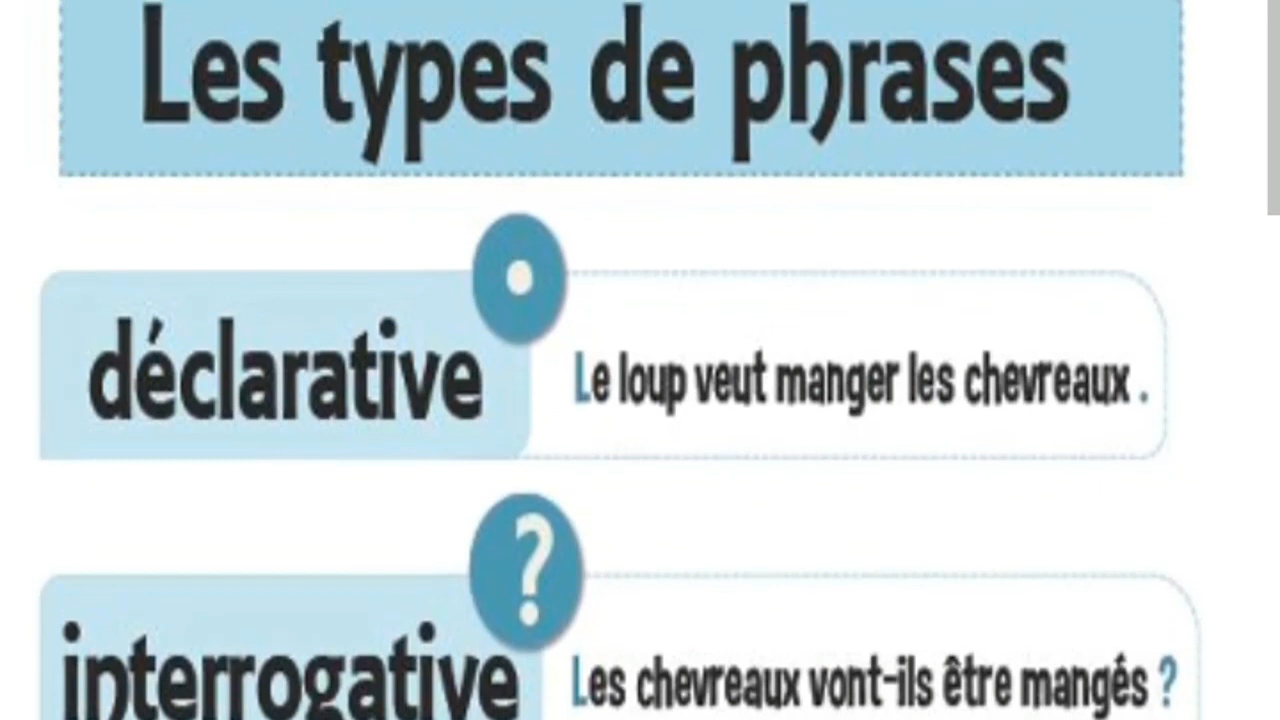 Les types de phrases
déclarative
Le loup veut manger les chevreaux .
?
interrogative
Les chevreaux vont-ils être mangés ?